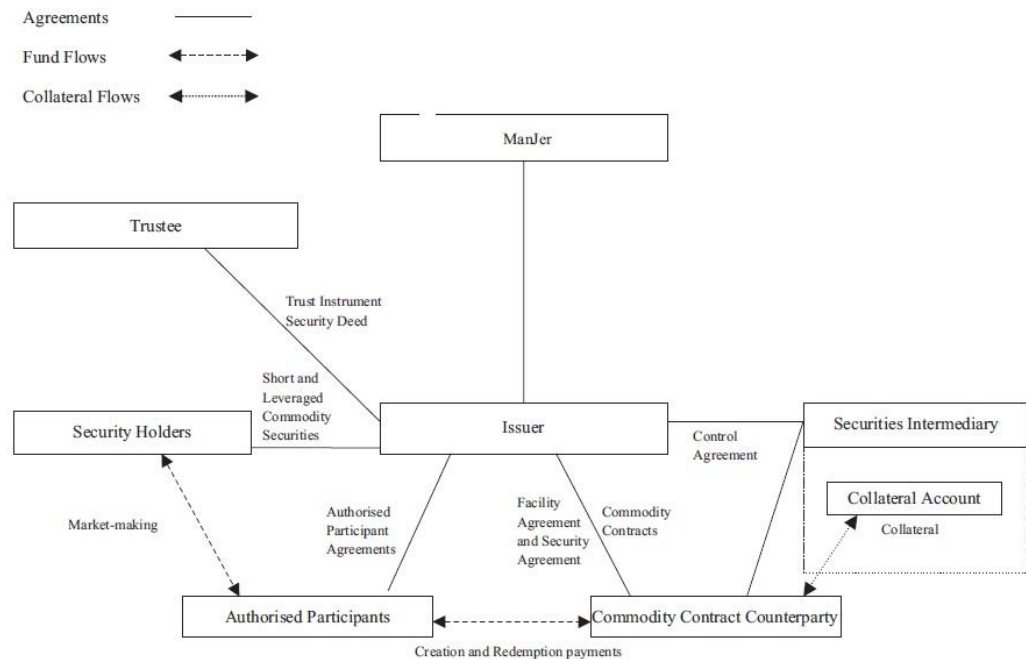 Agreements
Fund Flows
Collateral Flows
ManJer
Trustee
Trust Instrument
Security Deed
Short and
Leveraged
Commodity
Securities
Security Holders
Issuer
Control
Agreement
Securities Intermediary
Collateral Account
Collateral
Market-making
Authorised
Participant
Agreements
Facility
Agreement
and Security
Agreement
Commodity
Contracts
Authorised Participants
Commodity Contract Counterparty
Creation and Redemption payments